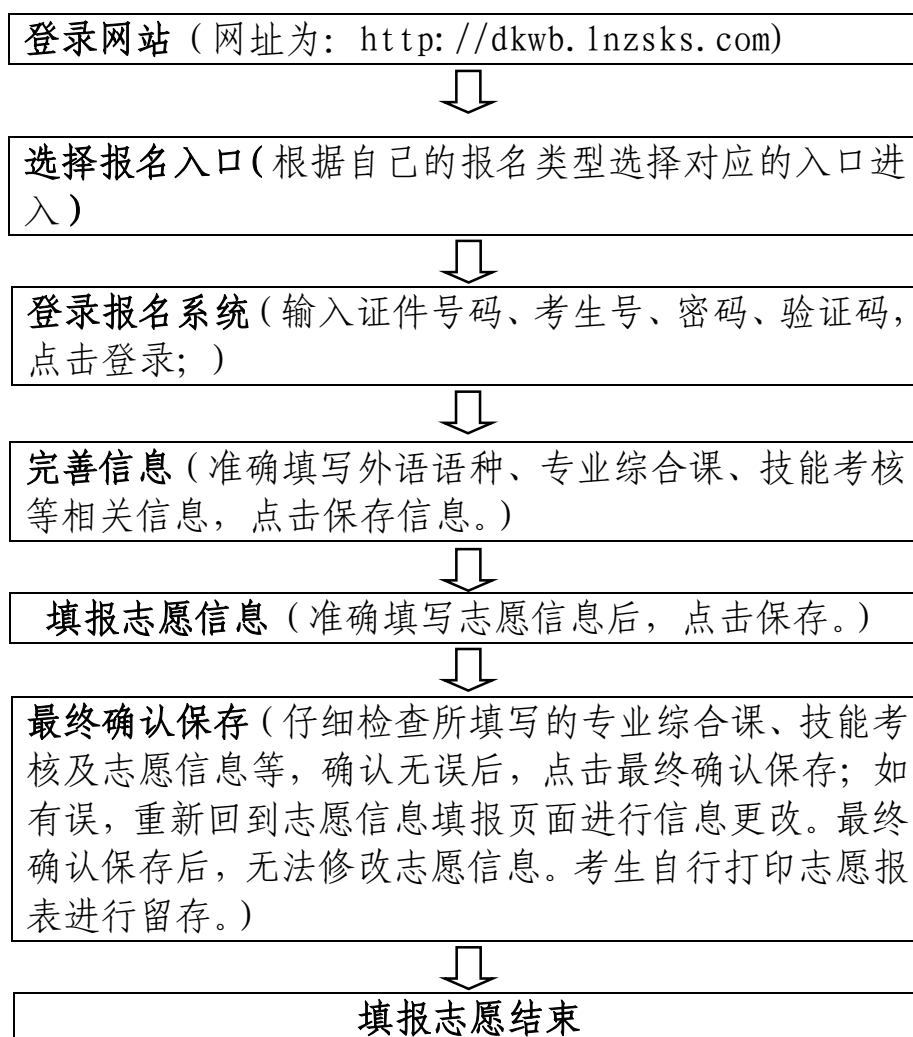 登录网站（网址为：http://dkwb.lnzsks.com)
选择报名入口(根据自己的报名类型选择对应的入口进
入)
登录报名系统（输入证件号码、考生号、密码、验证码，
点击登录；）
完善信息（准确填写外语语种、专业综合课、技能考核
等相关信息，点击保存信息。）
填报志愿信息（准确填写志愿信息后，点击保存。）
最终确认保存（仔细检查所填写的专业综合课、技能考
核及志愿信息等，确认无误后，点击最终确认保存；如
有误，重新回到志愿信息填报页面进行信息更改。最终
确认保存后，无法修改志愿信息。考生自行打印志愿报
表进行留存。）
填报志愿结束